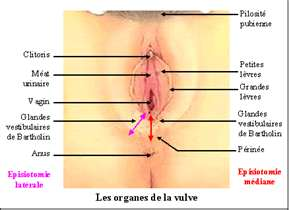 Pilosité
pubienne
Clitoris
Méat
urinaire
Vagin
Glandes
vestibulaires
de Bartholin
Anus
Episiotomie
laterale
Petites
lèvres
Grandes
lèvres
Glandes
vestibulaires
de Bartholin
Périnée
Episiotomie
médiane
Les organes de la vulve